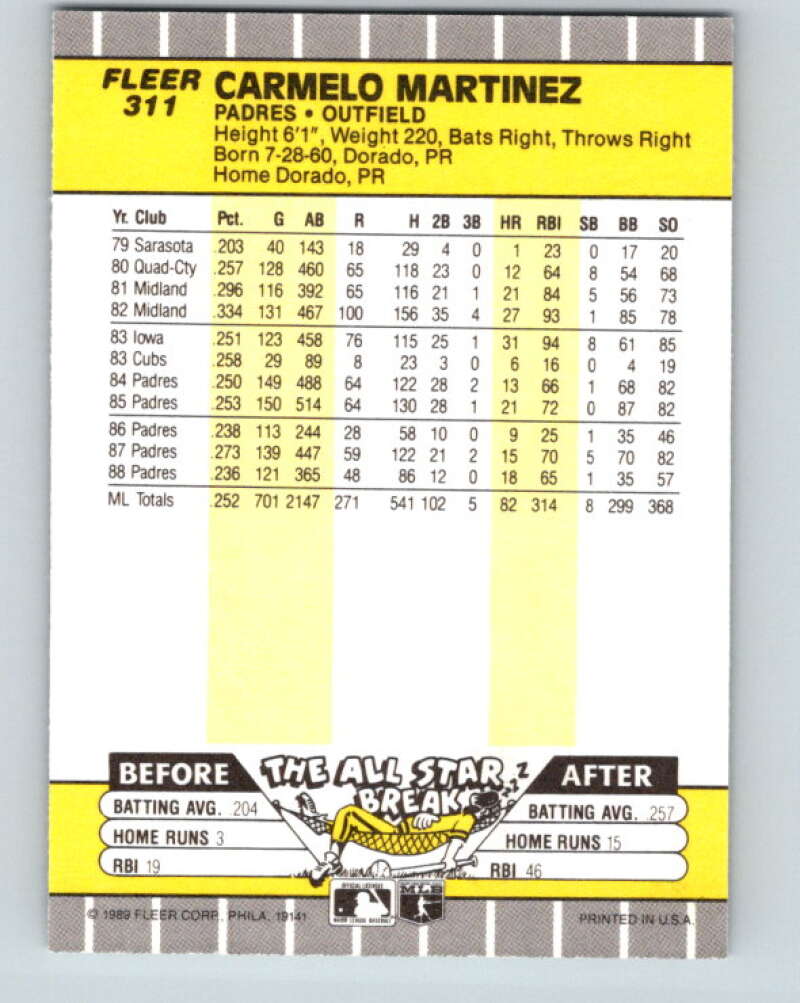 FLEER
311
CARMELO MARTINEZ
PADRES • OUTFIELD
Height 6'1", Weight 220, Bats Right, Throws Right
Born 7-28-60, Dorado, PR
Home Dorado, PR
Yr. Club Pct. G AB R H 2B 3B HR RBI SB BB SO
79 Sarasota .203 40 143 18 29 4 0 1 23 0 17 20
80 Quad-Cty .257 128 460 65 118 23 0 12 64 8 54 68
81 Midland .296 116 392 65 116 21 1 21 84 5 56 73
82 Midland .334 131 467 100 156 35 4 27 93 1 85 78
83 Iowa .251 123 458 76 115 25 1 31 94 8 61 85
83 Cubs .258 29 89 8 23 3 0 6 16 0 4 19
84 Padres .250 149 488 64 122 28 2 13 66 1 68 82
85 Padres .253 150 514 64 130 28 1 21 72 0 87 82
86 Padres .238 113 244 28 58 10 0 9 25 1 35 46
87 Padres .273 139 447 59 122 21 2 15 70 5 70 82
88 Padres .236 121 365 48 86 12 0 18 65 1 35 57
ML Totals .252 701 2147 271 541 102 5 82 314 8 299 368
BEFORE THE ALL STAR BREAK AFTER
ZZZZ
BATTING AVG. .204
HOME RUNS 3
RBI 19
BATTING AVG. .257
HOME RUNS 15
RBI 46
OFFICIAL LICENSEE
MAJOR LEAGUE BASEBALL
MLB
© 1989 FLEER CORP. PHILA. 19141
PRINTED IN U.S.A.